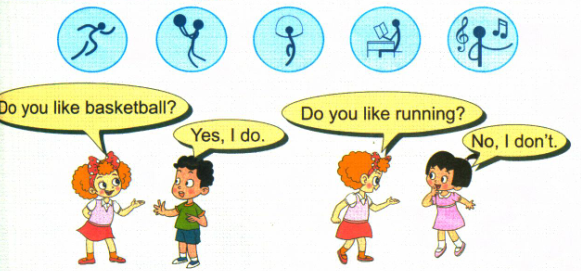 Do you like basketball?
Yes, I do.
Do you like running?
No, I don't.